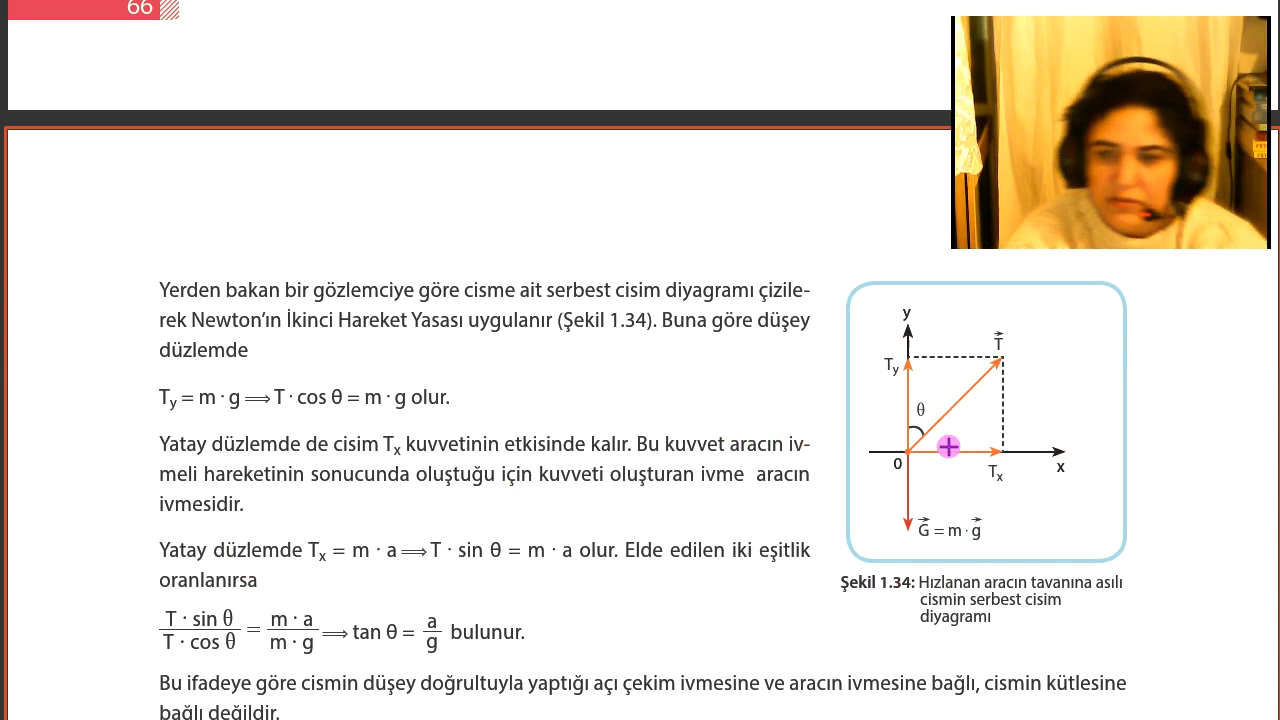 66
Yerden bakan bir gözlemciye göre cisme ait serbest cisim diyagramı çizile-
rek Newton'ın İkinci Hareket Yasası uygulanır (Şekil 1.34). Buna göre düşey
düzlemde
Ty = m · g ⟹ T · cos θ = m · g olur.
Yatay düzlemde de cisim Tx kuvvetinin etkisinde kalır. Bu kuvvet aracın iv-
meli hareketinin sonucunda oluştuğu için kuvveti oluşturan ivme aracın
ivmesidir.
Yatay düzlemde Tx = m · a ⟹ T · sin θ = m · a olur. Elde edilen iki eşitlik
oranlanırsa
T · sin θ / T · cos θ = m · a / m · g ⟹ tan θ = a / g bulunur.
Bu ifadeye göre cismin düşey doğrultuyla yaptığı açı çekim ivmesine ve aracın ivmesine bağlı, cismin kütlesine
bağlı değildir.
y
T
Ty
θ
0
Tx
x
G = m · g
Şekil 1.34: Hızlanan aracın tavanına asılı
cismin serbest cisim
diyagramı